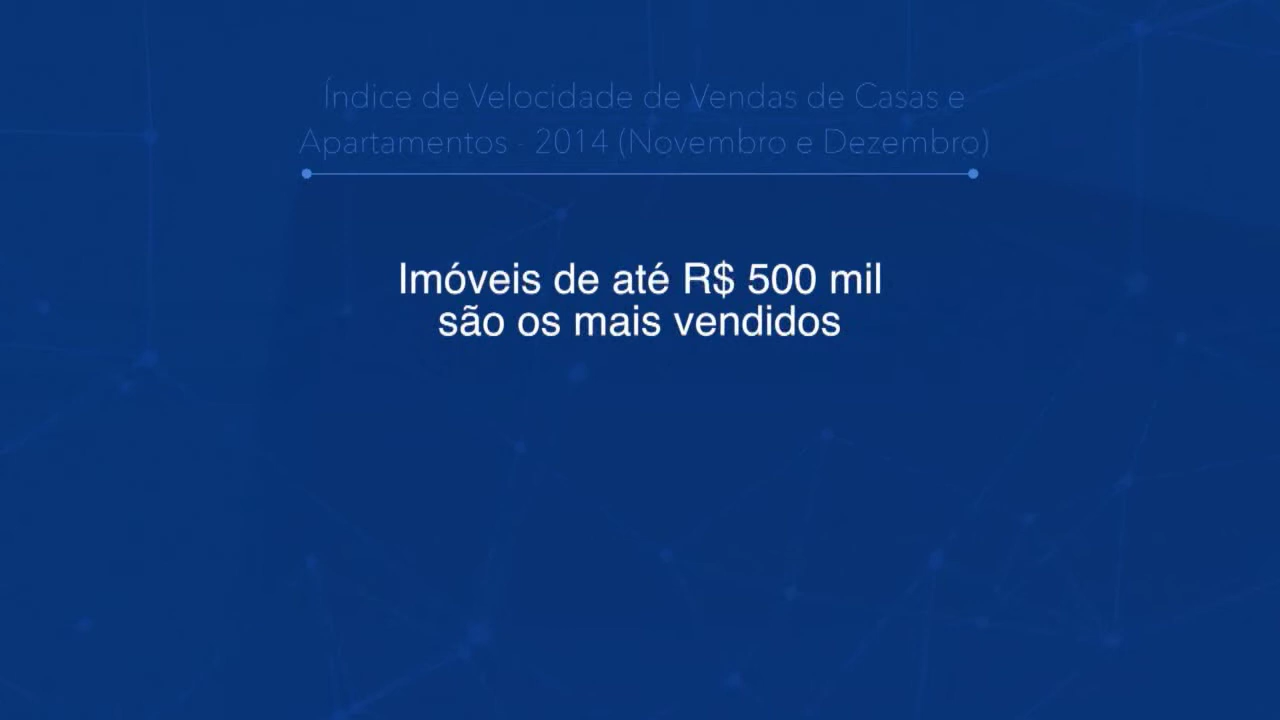 Índice de Velocidade de Vendas de Casas e
Apartamentos - 2014 (Novembro e Dezembro)
Imóveis de até R$ 500 mil
são os mais vendidos